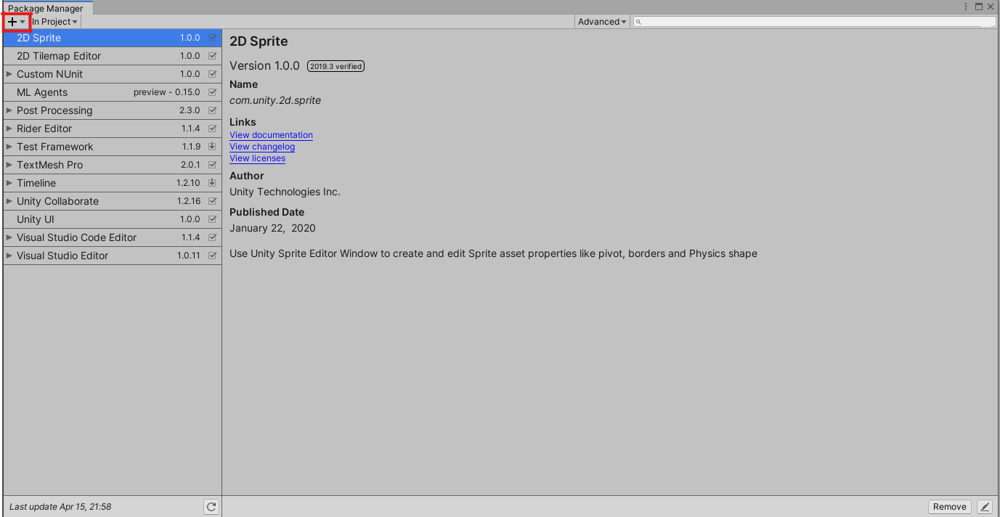 Package Manager
In Project
Advanced
2D Sprite 1.0.0
2D Tilemap Editor 1.0.0
Custom NUnit 1.0.0
ML Agents preview - 0.15.0
Post Processing 2.3.0
Rider Editor 1.1.4
Test Framework 1.1.9
TextMesh Pro 2.0.1
Timeline 1.2.10
Unity Collaborate 1.2.16
Unity UI 1.0.0
Visual Studio Code Editor 1.1.4
Visual Studio Editor 1.0.11
Last update Apr 15, 21:58
2D Sprite
Version 1.0.0 2019.3 verified
Name
com.unity.2d.sprite
Links
View documentation
View changelog
View licenses
Author
Unity Technologies Inc.
Published Date
January 22, 2020
Use Unity Sprite Editor Window to create and edit Sprite asset properties like pivot, borders and Physics shape
Remove